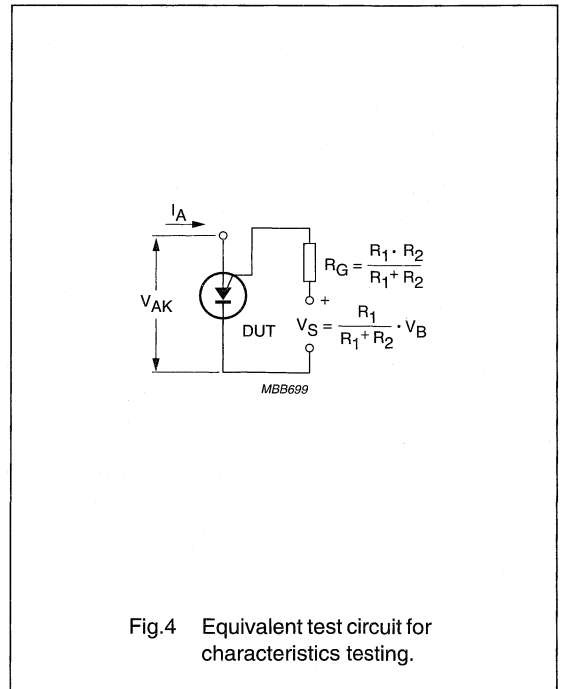 I_A
V_AK
DUT
R_G = R_1 · R_2 / R_1 + R_2
+
V_S = R_1 / R_1 + R_2 · V_B
MBB699
Fig.4 Equivalent test circuit for
characteristics testing.